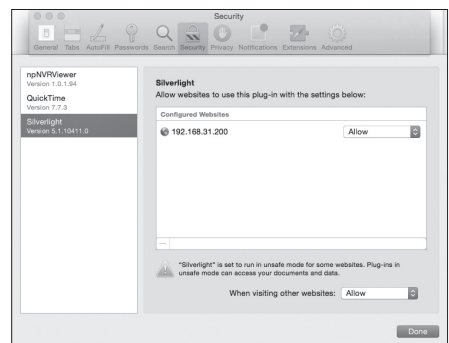 Security
General Tabs AutoFill Passwords Search Security Privacy Notifications Extensions Advanced
npNVRViewer
Version 1.0.1.94
QuickTime
Version 7.7.3
Silverlight
Version 5.1.10411.0
Silverlight
Allow websites to use this plug-in with the settings below:
Configured Websites
192.168.31.200 Allow
"Silverlight" is set to run in unsafe mode for some websites. Plug-ins in
unsafe mode can access your documents and data.
When visiting other websites: Allow
Done